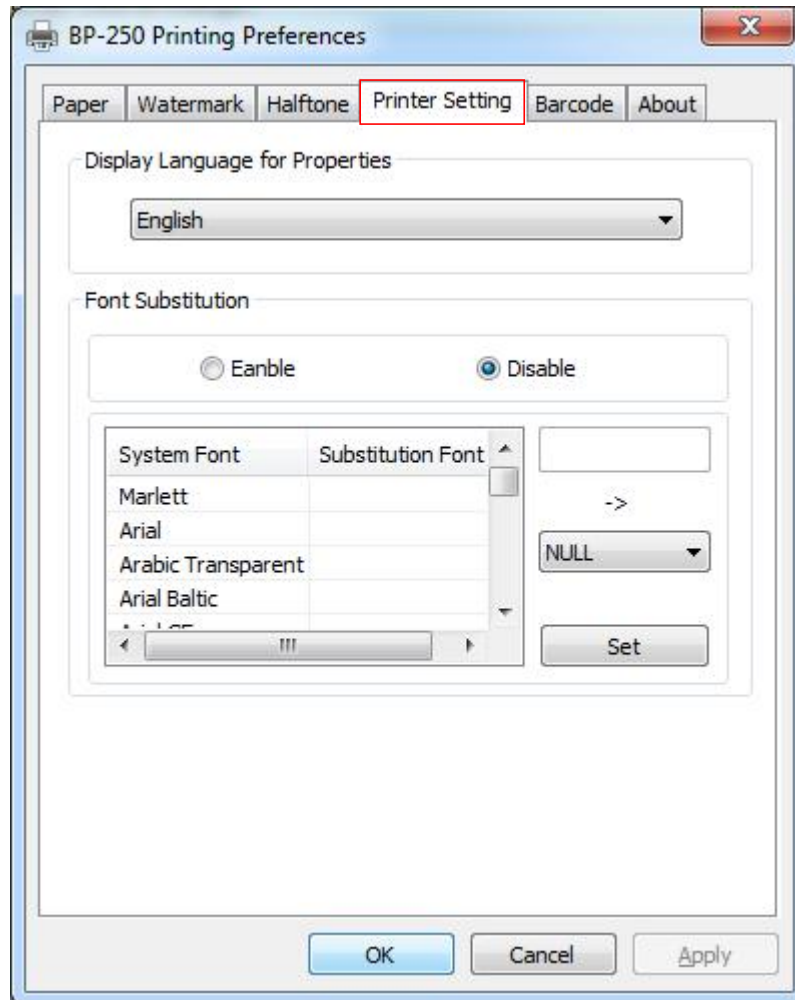 BP-250 Printing Preferences
Paper Watermark Halftone Printer Setting Barcode About
Display Language for Properties
English
Font Substitution
Eanble Disable
System Font Substitution Font
Marlett
->
Arial
NULL
Arabic Transparent
Arial Baltic
Set
OK Cancel Apply